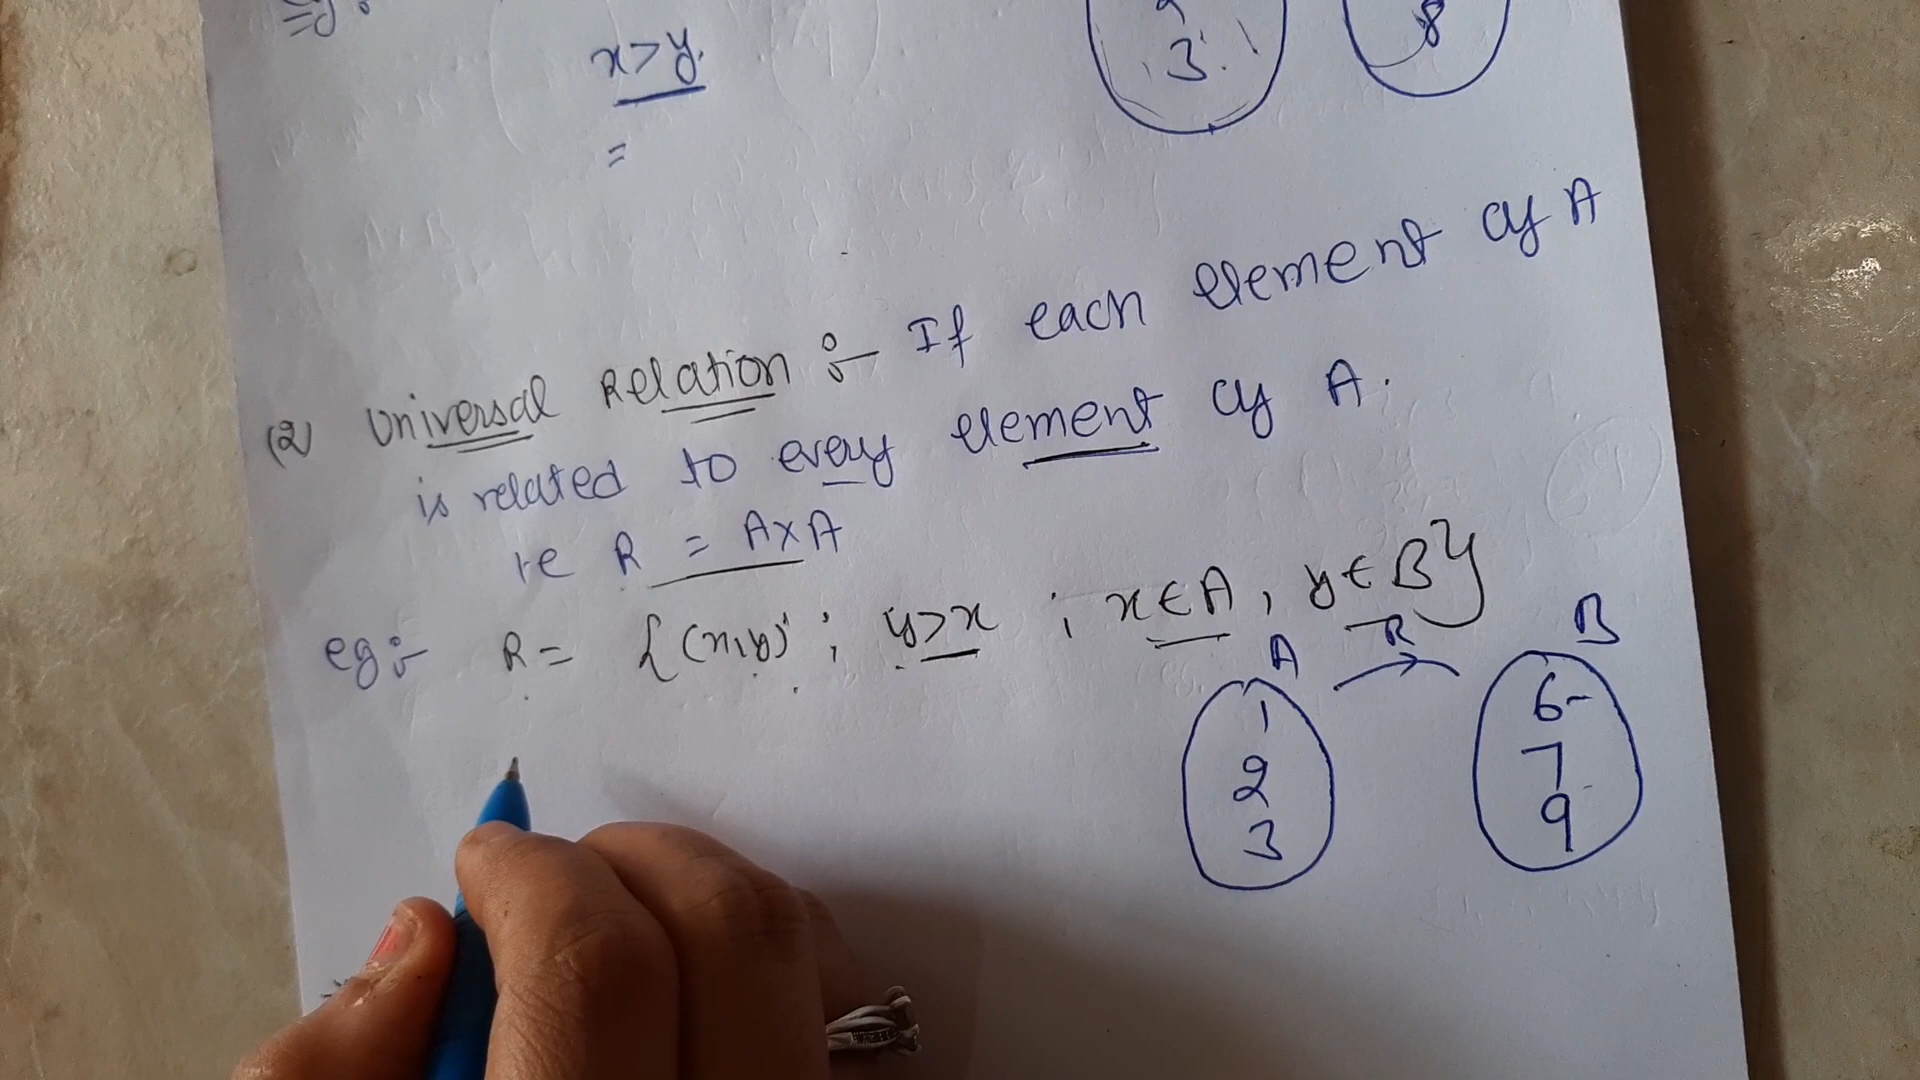 x>y.
3
8
=
(2) Universal Relation :- If each element of A
is related to every element of A.
ie R = A×A
eg:- R = {(x,y) ; y>x ; x∈A, y∈B}
A R B
1 6
2 7
3 9